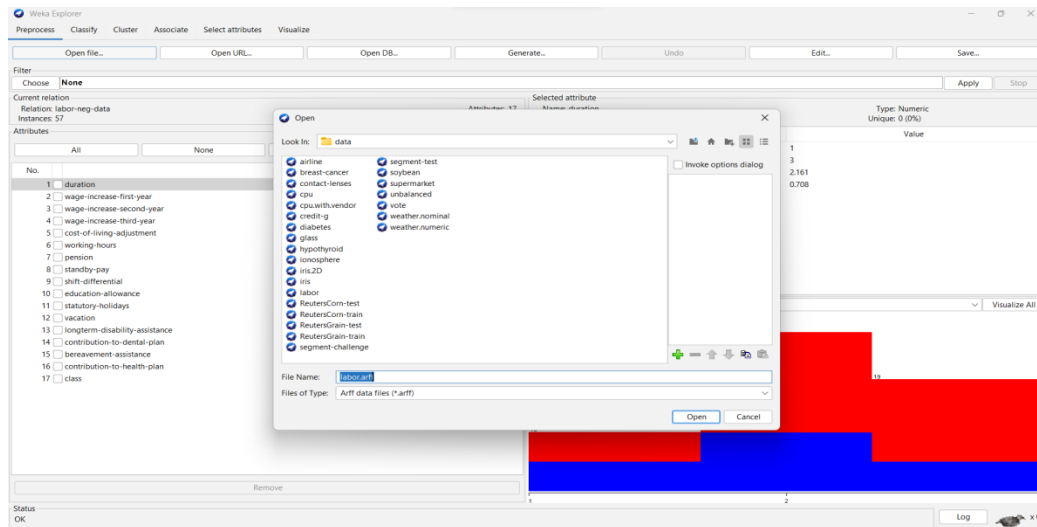 Weka Explorer
Preprocess Classify Cluster Associate Select attributes Visualize
Open file... Open URL... Open DB... Generate... Undo Edit... Save...
Filter
Choose None Apply Stop
Current relation
Relation: labor-neg-data Attributes: 17
Instances: 57
Selected attribute
Name: duration Type: Numeric
Unique: 0 (0%)
Attributes
All None
No.
1 duration
2 wage-increase-first-year
3 wage-increase-second-year
4 wage-increase-third-year
5 cost-of-living-adjustment
6 working-hours
7 pension
8 standby-pay
9 shift-differential
10 education-allowance
11 statutory-holidays
12 vacation
13 longterm-disability-assistance
14 contribution-to-dental-plan
15 bereavement-assistance
16 contribution-to-health-plan
17 class
Remove
Open
Look In: data
airline
breast-cancer
contact-lenses
cpu
cpu.with.vendor
credit-g
diabetes
glass
hypothyroid
ionosphere
iris.2D
iris
labor
ReutersCorn-test
ReutersCorn-train
ReutersGrain-test
ReutersGrain-train
segment-challenge
segment-test
soybean
supermarket
unbalanced
vote
weather.nominal
weather.numeric
Invoke options dialog
File Name: labor.arff
Files of Type: Arff data files (*.arff)
Open Cancel
Value
1
3
2.161
0.708
Visualize All
18
1 2
Status
OK
Log x